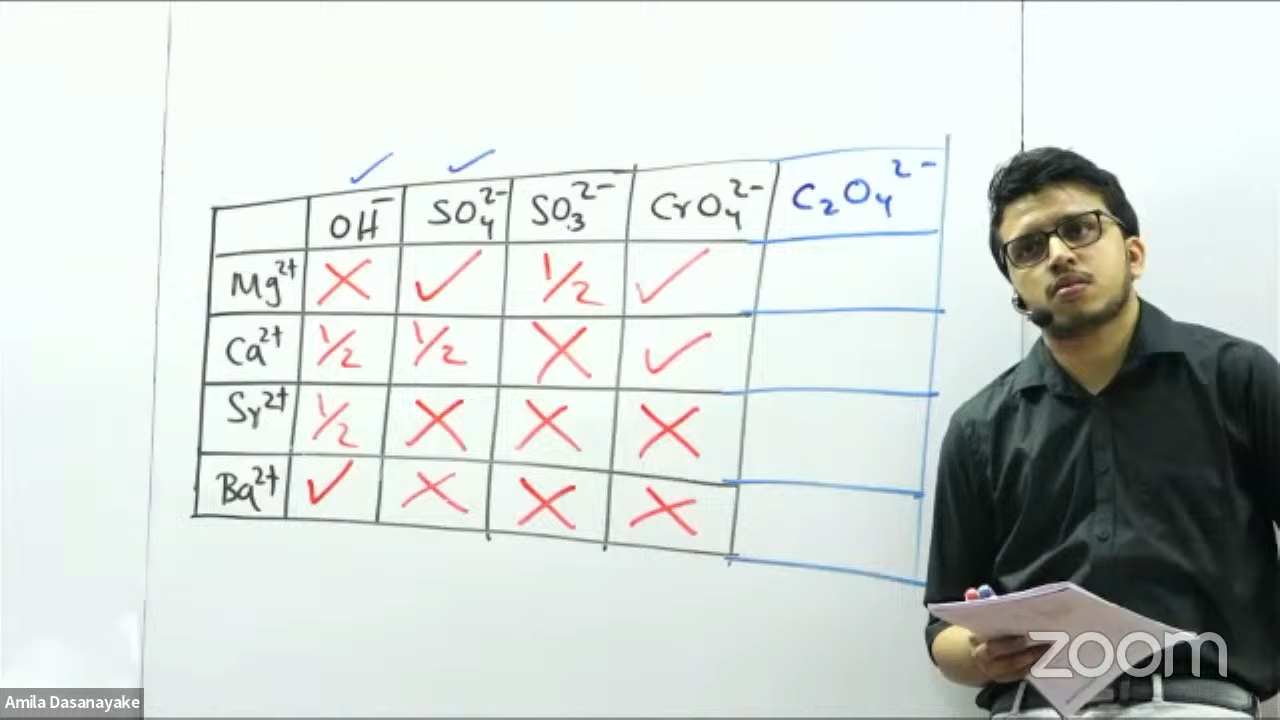 OH⁻ SO₄²⁻ SO₃²⁻ CrO₄²⁻ C₂O₄²⁻
Mg²⁺ ✗ ✓ 1/2 ✓
Ca²⁺ 1/2 1/2 ✗ ✓
Sr²⁺ 1/2 ✗ ✗ ✗
Ba²⁺ ✓ ✗ ✗ ✗
zoom
Amila Dasanayake